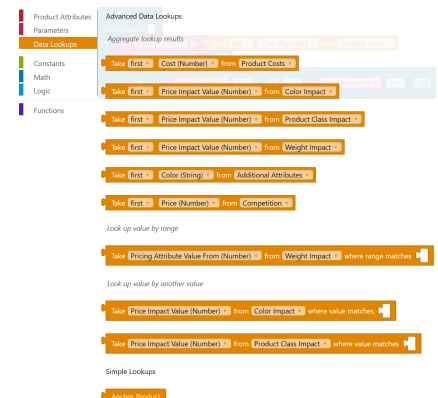 Product Attributes
Parameters
Data Lookups
Constants
Math
Logic
Functions
Advanced Data Lookups
Aggregate lookup results
Take first Cost (Number) from Product Costs
Take first Price Impact Value (Number) from Color Impact
Take first Price Impact Value (Number) from Product Class Impact
Take first Price Impact Value (Number) from Weight Impact
Take first Color (String) from Additional Attributes
Take first Price (Number) from Competition
Look up value by range
Take Pricing Attribute Value From (Number) from Weight Impact where range matches
Look up value by another value
Take Price Impact Value (Number) from Color Impact where value matches
Take Price Impact Value (Number) from Product Class Impact where value matches
Simple Lookups
Anchor Product